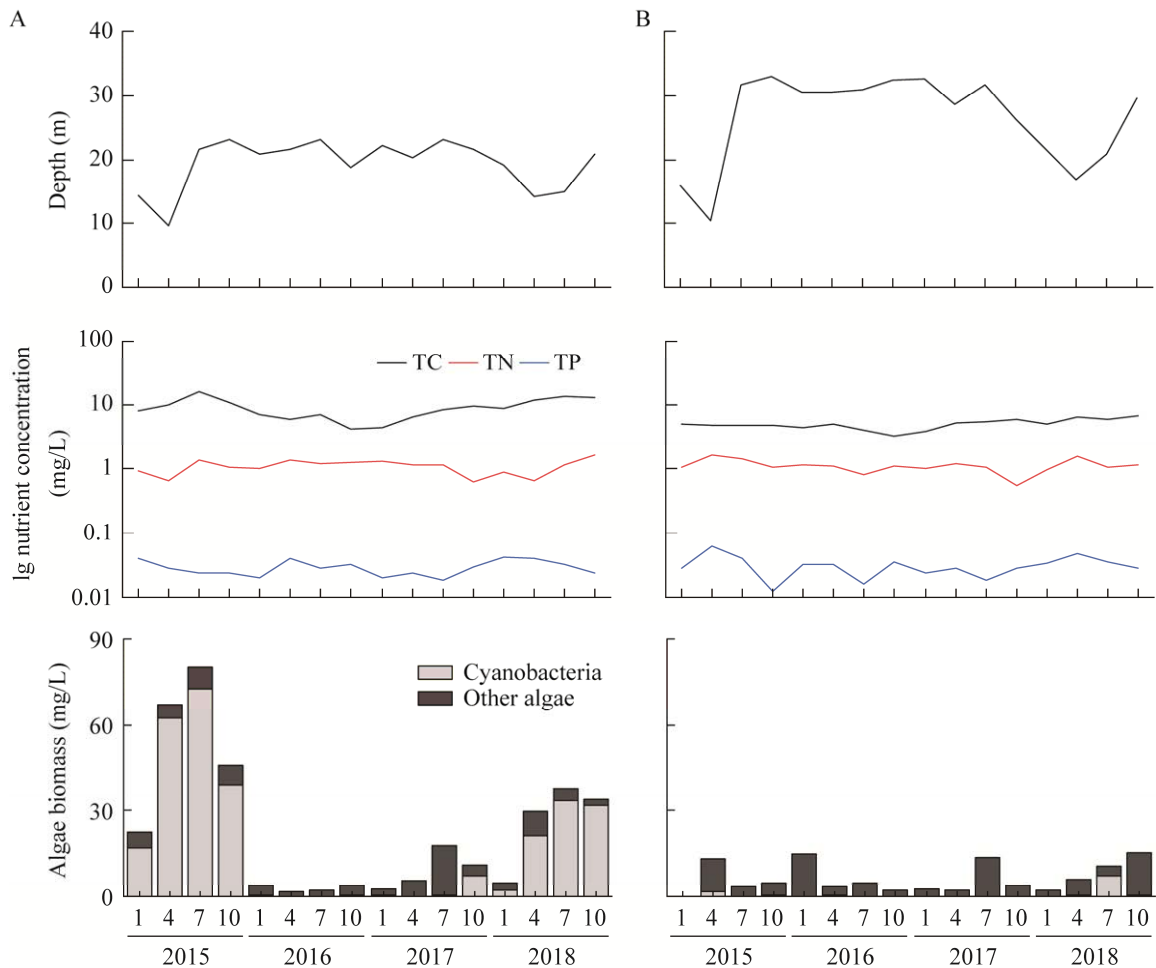 A
B
Depth (m)
40
30
20
10
0
lg nutrient concentration
(mg/L)
100
10
1
0.1
0.01
TC TN TP
Algae biomass (mg/L)
90
60
30
0
Cyanobacteria
Other algae
1 4 7 10 1 4 7 10 1 4 7 10 1 4 7 10
2015 2016 2017 2018
1 4 7 10 1 4 7 10 1 4 7 10 1 4 7 10
2015 2016 2017 2018